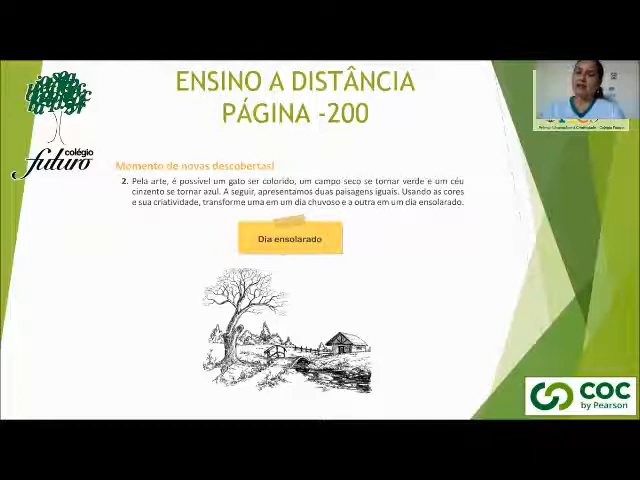 ENSINO A DISTÂNCIA
PÁGINA -200
colégio
futuro
Momento de novas descobertas!
2. Pela arte, é possível um gato ser colorido, um campo seco se tornar verde e um céu
cinzento se tornar azul. A seguir, apresentamos duas paisagens iguais. Usando as cores
e sua criatividade, transforme uma em um dia chuvoso e a outra em um dia ensolarado.
Dia ensolarado
COC
by Pearson